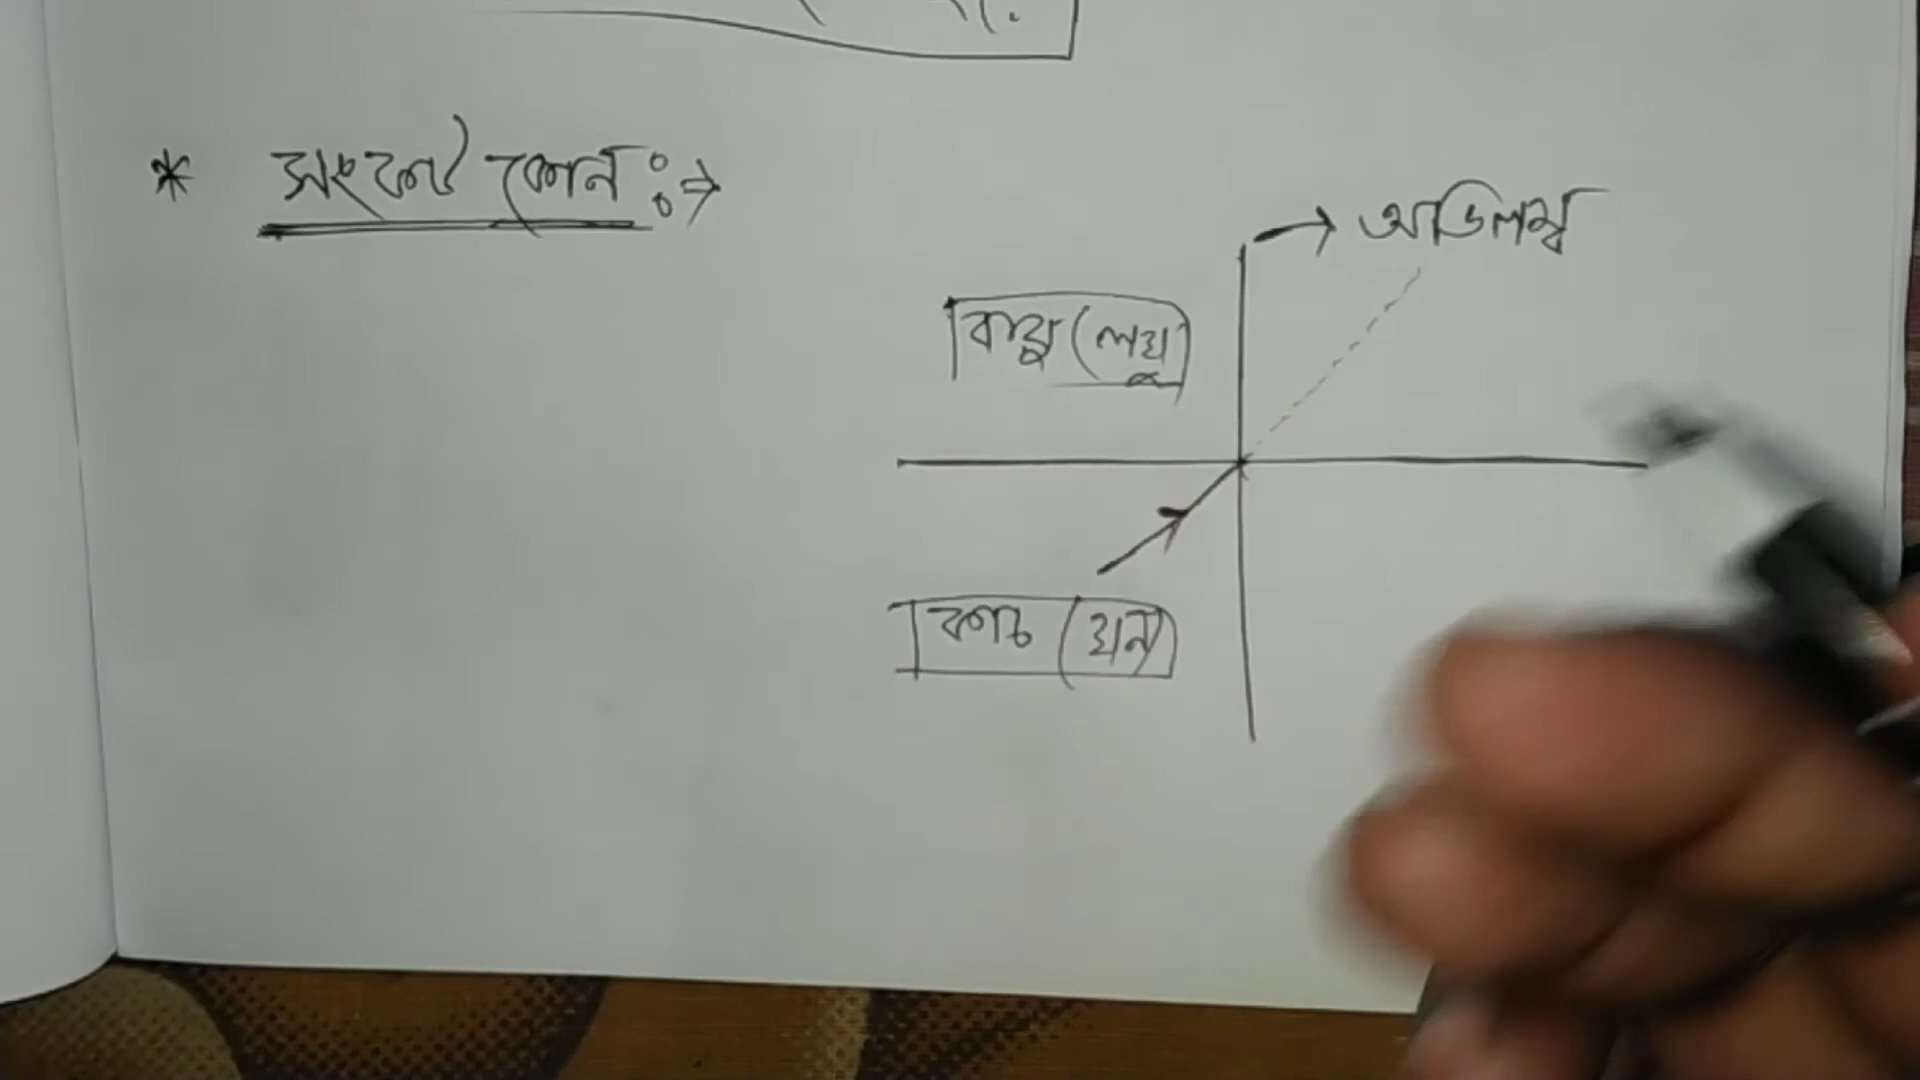 * সংকট কোন :→
→ অভিলম্ব
বায়ু (লঘু)
কাচ (ঘন)